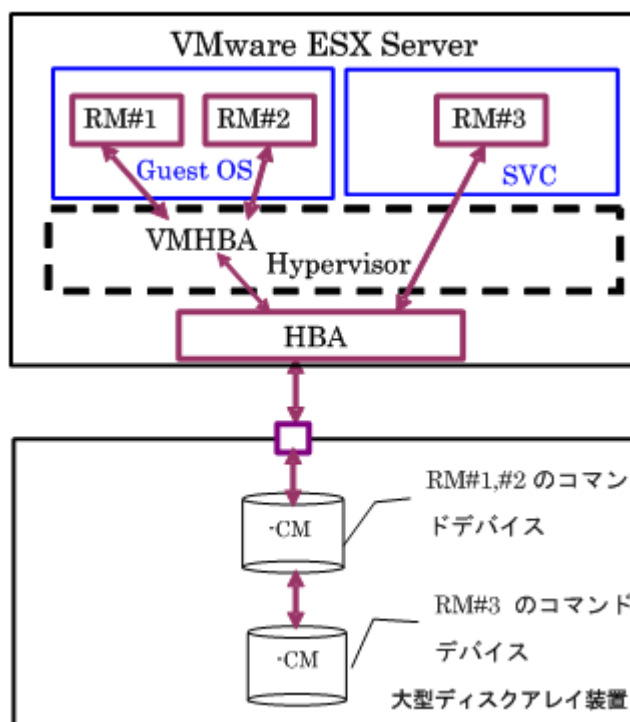 VMware ESX Server
RM#1
RM#2
RM#3
Guest OS
SVC
VMHBA
Hypervisor
HBA
RM#1,#2 のコマン
ドデバイス
-CM
RM#3 のコマンド
デバイス
-CM
大型ディスクアレイ装置